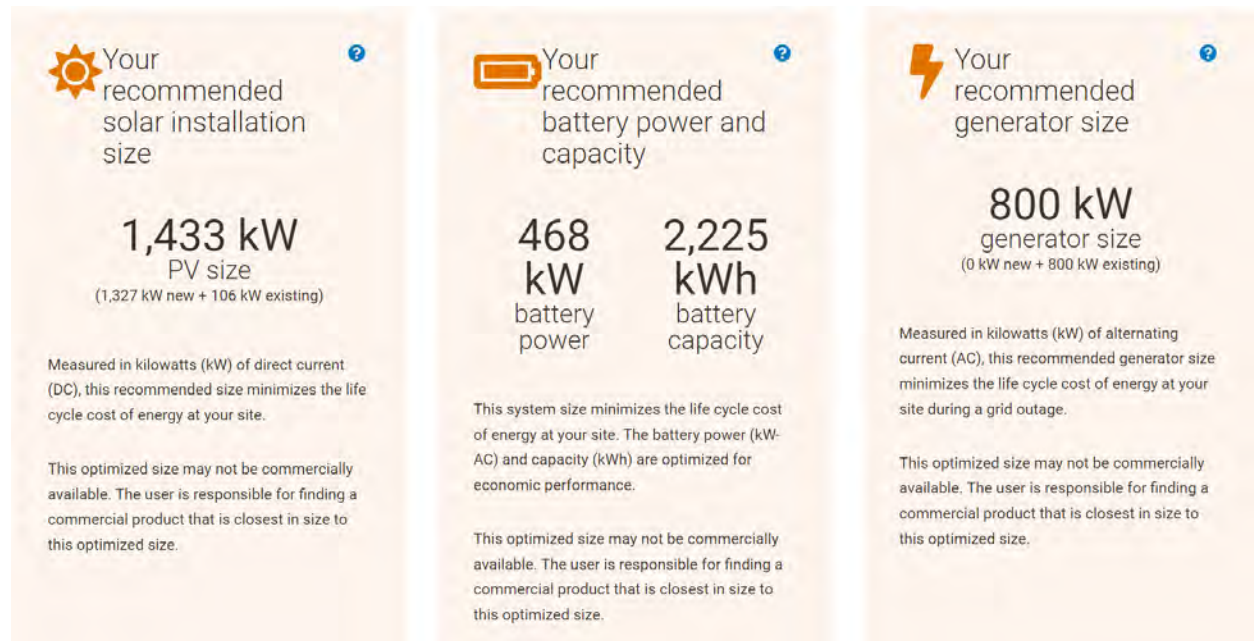 Your
recommended
solar installation
size
1,433 kW
PV size
(1,327 kW new + 106 kW existing)
Measured in kilowatts (kW) of direct current
(DC), this recommended size minimizes the life
cycle cost of energy at your site.
This optimized size may not be commercially
available. The user is responsible for finding a
commercial product that is closest in size to
this optimized size.
Your
recommended
battery power and
capacity
468
kW
battery
power
2,225
kWh
battery
capacity
This system size minimizes the life cycle cost
of energy at your site. The battery power (kW-
AC) and capacity (kWh) are optimized for
economic performance.
This optimized size may not be commercially
available. The user is responsible for finding a
commercial product that is closest in size to
this optimized size.
Your
recommended
generator size
800 kW
generator size
(0 kW new + 800 kW existing)
Measured in kilowatts (kW) of alternating
current (AC), this recommended generator size
minimizes the life cycle cost of energy at your
site during a grid outage.
This optimized size may not be commercially
available. The user is responsible for finding a
commercial product that is closest in size to
this optimized size.